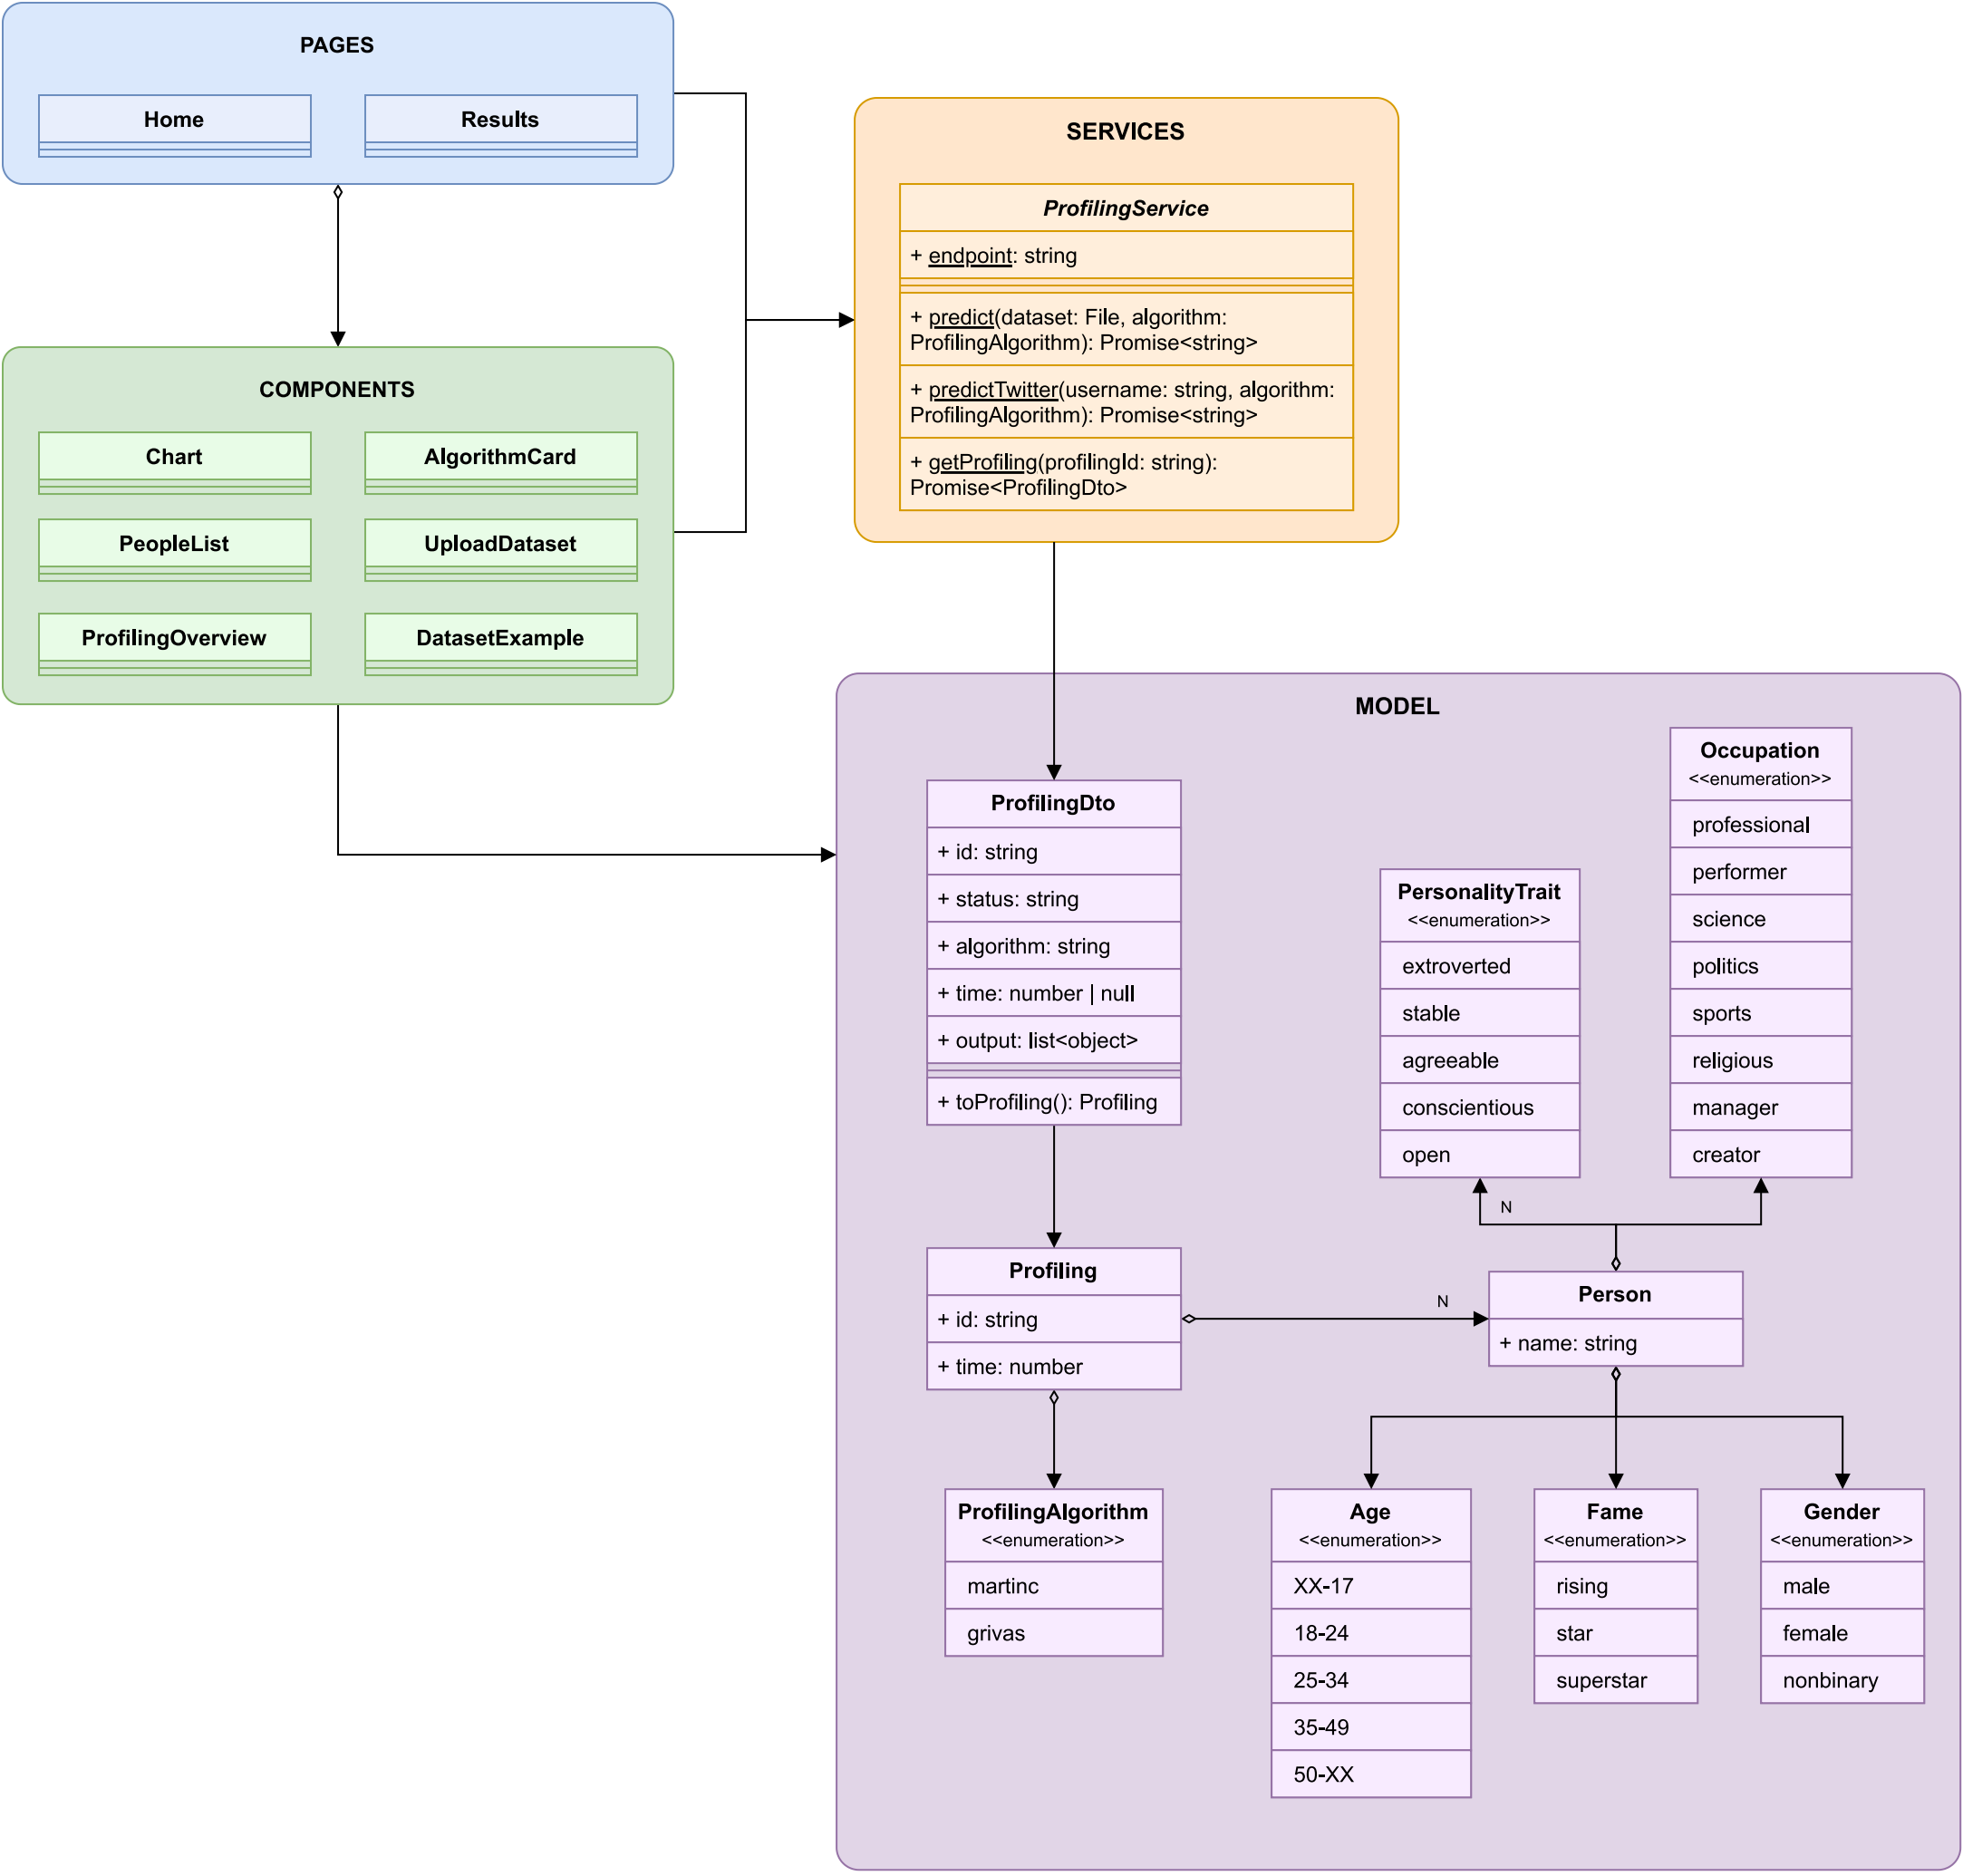 PAGES
Home
Results
SERVICES
ProfilingService
+ endpoint: string
+ predict(dataset: File, algorithm:
ProfilingAlgorithm): Promise<string>
+ predictTwitter(username: string, algorithm:
ProfilingAlgorithm): Promise<string>
+ getProfiling(profilingId: string):
Promise<ProfilingDto>
COMPONENTS
Chart
AlgorithmCard
PeopleList
UploadDataset
ProfilingOverview
DatasetExample
MODEL
ProfilingDto
+ id: string
+ status: string
+ algorithm: string
+ time: number | null
+ output: list<object>
+ toProfiling(): Profiling
PersonalityTrait
<<enumeration>>
extroverted
stable
agreeable
conscientious
open
Occupation
<<enumeration>>
professional
performer
science
politics
sports
religious
manager
creator
N
Profiling
+ id: string
+ time: number
N
Person
+ name: string
ProfilingAlgorithm
<<enumeration>>
martinc
grivas
Age
<<enumeration>>
XX-17
18-24
25-34
35-49
50-XX
Fame
<<enumeration>>
rising
star
superstar
Gender
<<enumeration>>
male
female
nonbinary